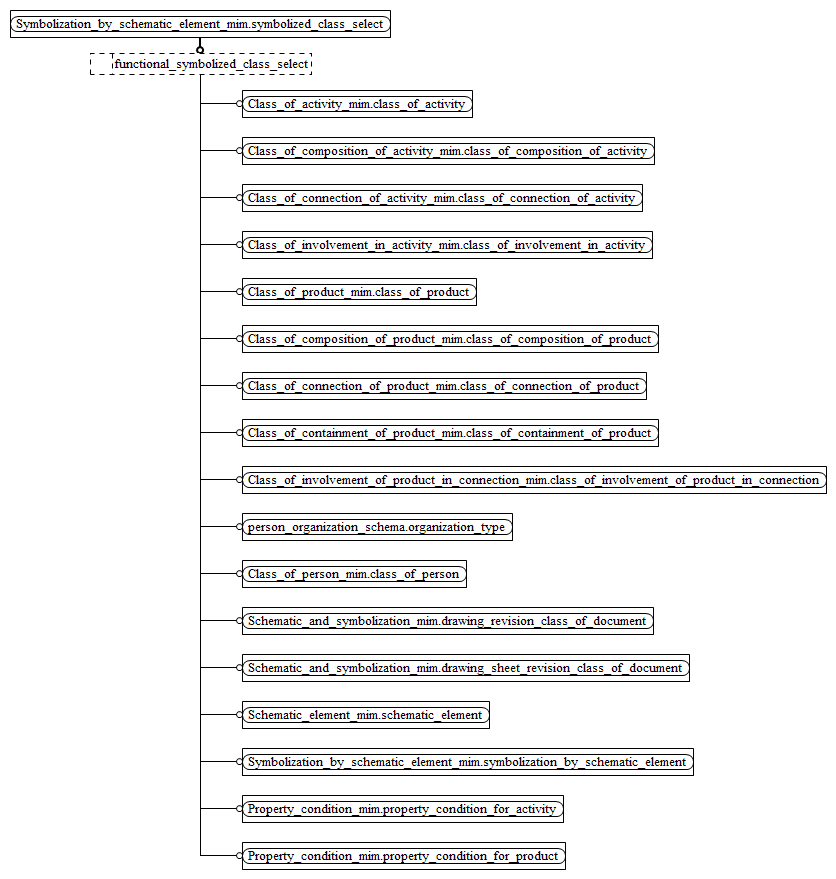 Symbolization_by_schematic_element_mim.symbolized_class_select
functional_symbolized_class_select
Class_of_activity_mim.class_of_activity
Class_of_composition_of_activity_mim.class_of_composition_of_activity
Class_of_connection_of_activity_mim.class_of_connection_of_activity
Class_of_involvement_in_activity_mim.class_of_involvement_in_activity
Class_of_product_mim.class_of_product
Class_of_composition_of_product_mim.class_of_composition_of_product
Class_of_connection_of_product_mim.class_of_connection_of_product
Class_of_containment_of_product_mim.class_of_containment_of_product
Class_of_involvement_of_product_in_connection_mim.class_of_involvement_of_product_in_connection
person_organization_schema.organization_type
Class_of_person_mim.class_of_person
Schematic_and_symbolization_mim.drawing_revision_class_of_document
Schematic_and_symbolization_mim.drawing_sheet_revision_class_of_document
Schematic_element_mim.schematic_element
Symbolization_by_schematic_element_mim.symbolization_by_schematic_element
Property_condition_mim.property_condition_for_activity
Property_condition_mim.property_condition_for_product